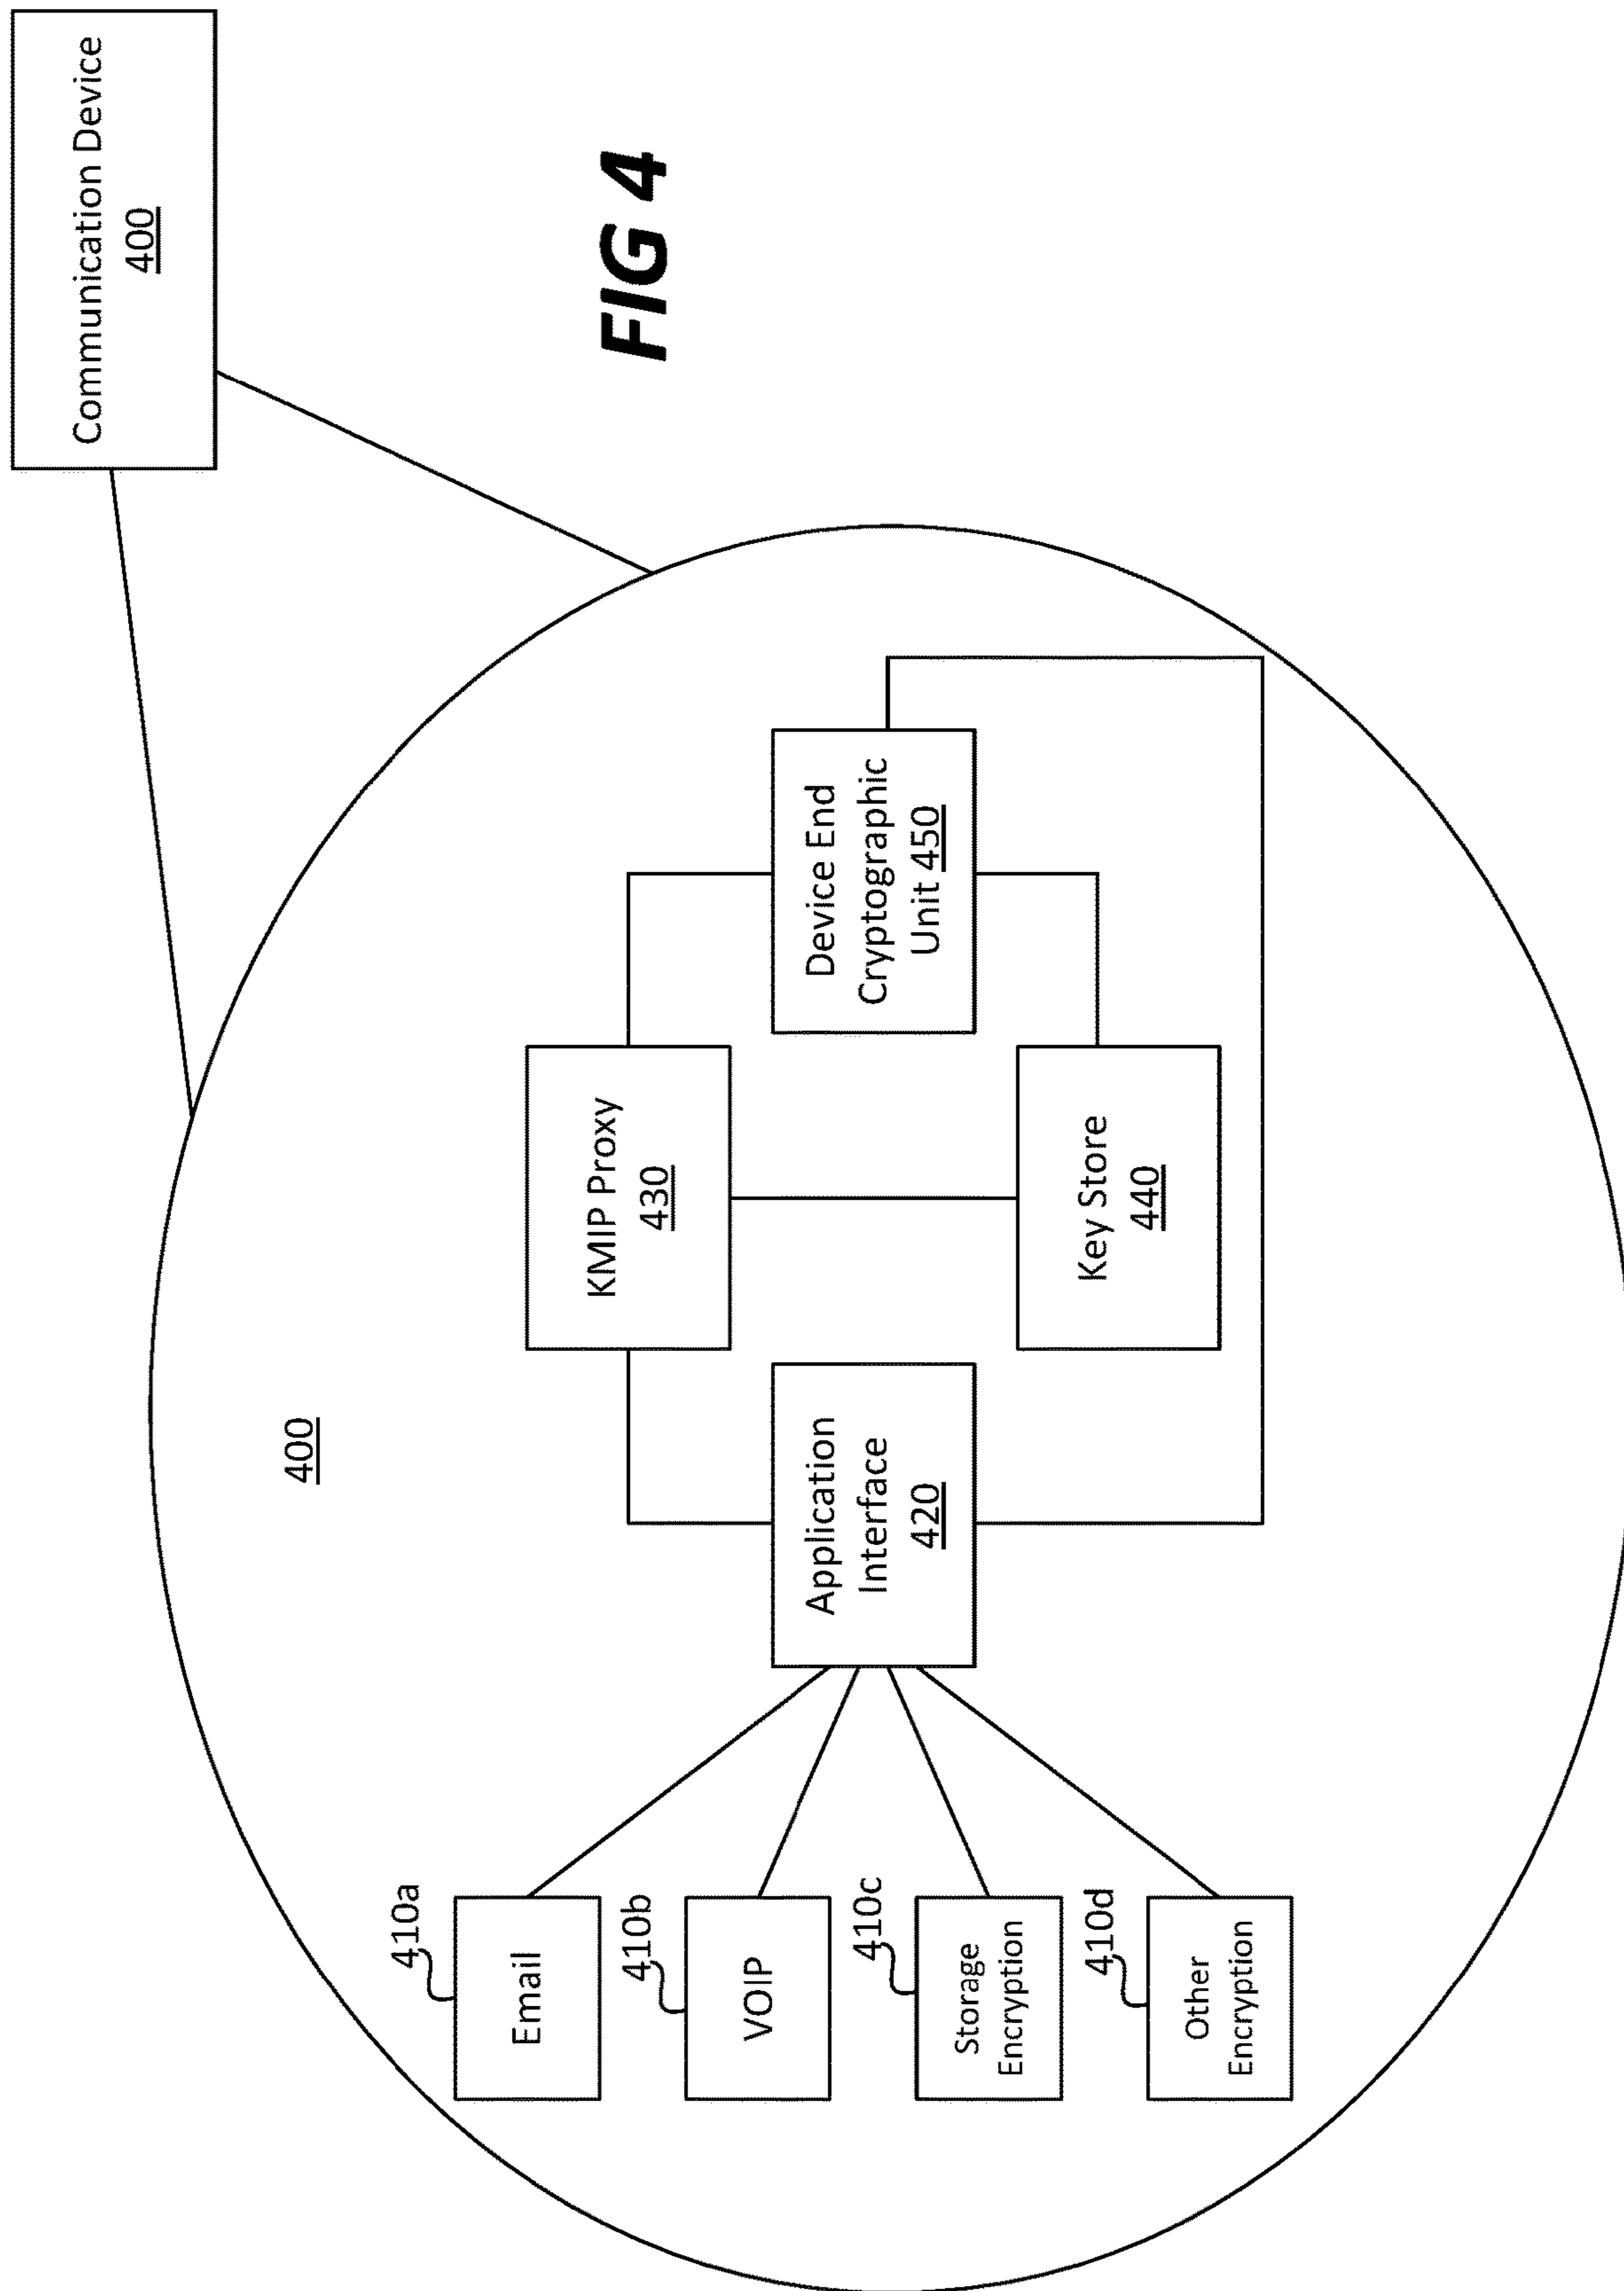 Communication Device
400
400
410a
Email
410b
VOIP
410c
Storage
Encryption
410d
Other
Encryption
Application
Interface
420
KMIP Proxy
430
Key Store
440
Device End
Cryptographic
Unit 450
FIG 4